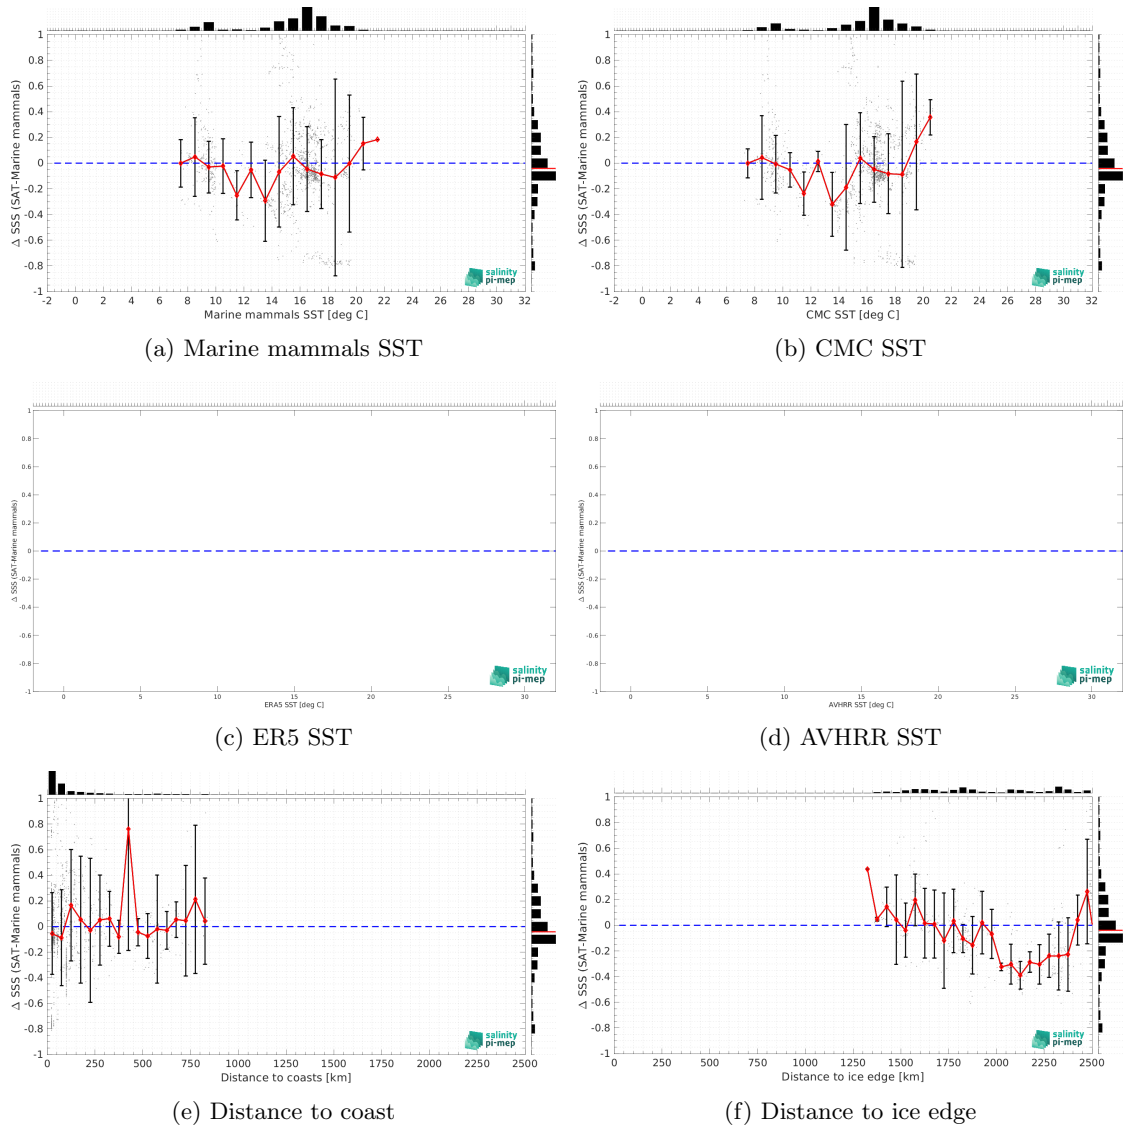 1
0.8
0.6
0.4
0.2
0
-0.2
-0.4
-0.6
-0.8
-1
Δ SSS (SAT-Marine mammals)
-2 0 2 4 6 8 10 12 14 16 18 20 22 24 26 28 30 32
Marine mammals SST [deg C]
salinity
pi-mep
(a) Marine mammals SST
1
0.8
0.6
0.4
0.2
0
-0.2
-0.4
-0.6
-0.8
-1
Δ SSS (SAT-Marine mammals)
-2 0 2 4 6 8 10 12 14 16 18 20 22 24 26 28 30 32
CMC SST [deg C]
salinity
pi-mep
(b) CMC SST
1
0.8
0.6
0.4
0.2
0
-0.2
-0.4
-0.6
-0.8
-1
Δ SSS (SAT-Marine mammals)
0 5 10 15 20 25 30
ERA5 SST [deg C]
salinity
pi-mep
(c) ER5 SST
1
0.8
0.6
0.4
0.2
0
-0.2
-0.4
-0.6
-0.8
-1
Δ SSS (SAT-Marine mammals)
0 5 10 15 20 25 30
AVHRR SST [deg C]
salinity
pi-mep
(d) AVHRR SST
1
0.8
0.6
0.4
0.2
0
-0.2
-0.4
-0.6
-0.8
-1
Δ SSS (SAT-Marine mammals)
0 250 500 750 1000 1250 1500 1750 2000 2250 2500
Distance to coasts [km]
salinity
pi-mep
(e) Distance to coast
1
0.8
0.6
0.4
0.2
0
-0.2
-0.4
-0.6
-0.8
-1
Δ SSS (SAT-Marine mammals)
0 250 500 750 1000 1250 1500 1750 2000 2250 2500
Distance to ice edge [km]
salinity
pi-mep
(f) Distance to ice edge